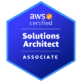 aws
certified
Solutions
Architect
ASSOCIATE